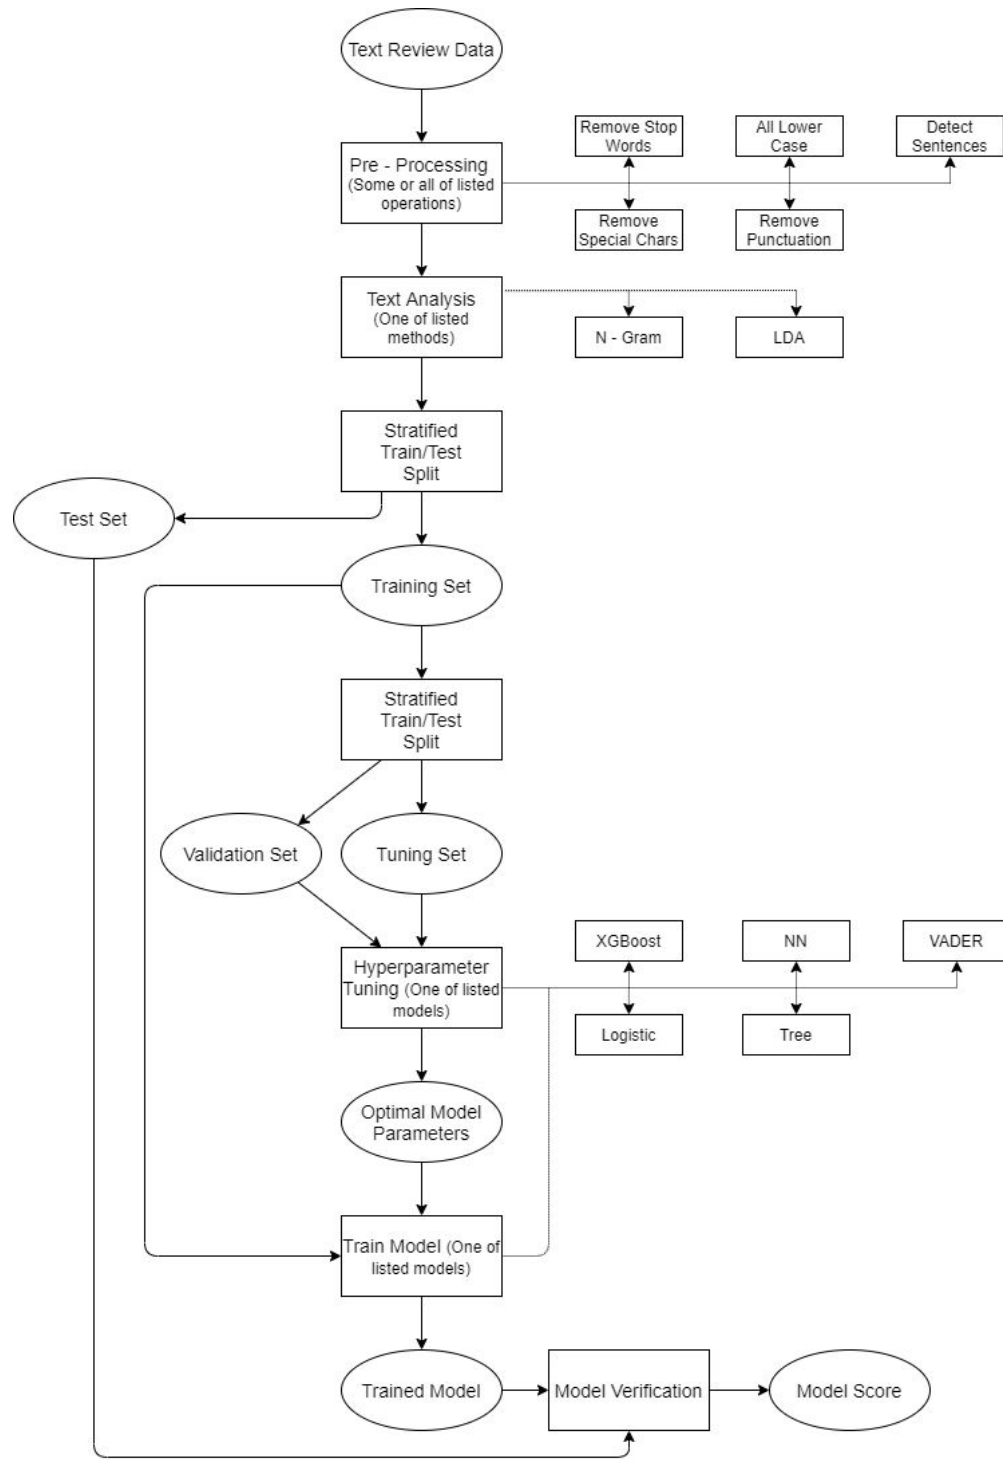 Text Review Data
Pre - Processing
(Some or all of listed
operations)
Remove Stop
Words
All Lower
Case
Detect
Sentences
Remove
Special Chars
Remove
Punctuation
Text Analysis
(One of listed
methods)
N - Gram
LDA
Stratified
Train/Test
Split
Test Set
Training Set
Stratified
Train/Test
Split
Validation Set
Tuning Set
Hyperparameter
Tuning (One of listed
models)
XGBoost
NN
VADER
Logistic
Tree
Optimal Model
Parameters
Train Model (One of
listed models)
Trained Model
Model Verification
Model Score